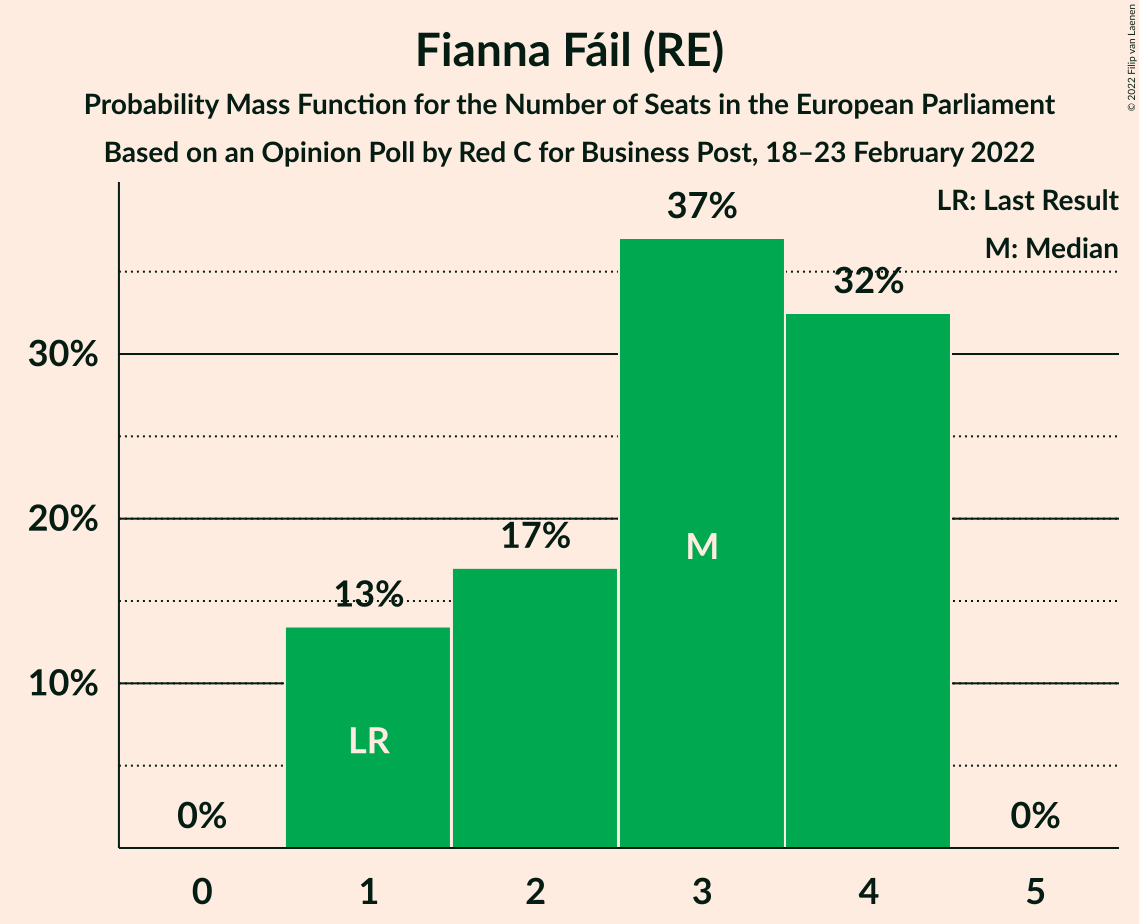 Fianna Fáil (RE)
Probability Mass Function for the Number of Seats in the European Parliament
Based on an Opinion Poll by Red C for Business Post, 18–23 February 2022
© 2022 Filip van Laenen
LR: Last Result
M: Median
37%
32%
30%
20%
17%
M
13%
10%
LR
0%
0%
0 1 2 3 4 5